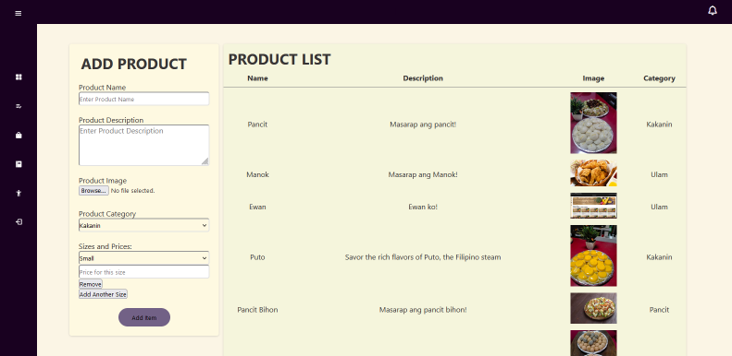 ADD PRODUCT
Product Name
Enter Product Name
Product Description
Enter Product Description
Product Image
Browse... No file selected.
Product Category
Kakanin
Sizes and Prices:
Small
Price for this size
Remove
Add Another Size
Add Item
PRODUCT LIST
Name Description Image Category
Pancit Masarap ang pancit! Kakanin
Manok Masarap ang Manok! Ulam
Ewan Ewan ko! Ulam
Puto Savor the rich flavors of Puto, the Filipino steam Kakanin
Pancit Bihon Masarap ang pancit bihon! Pancit